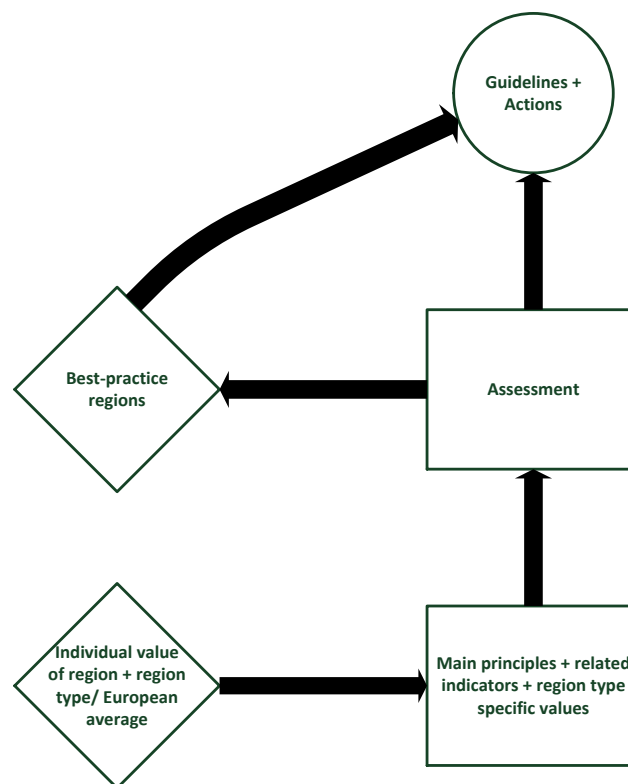 Guidelines +
Actions
Best-practice
regions
Assessment
Individual value
of region + region
type/ European
average
Main principles + related
indicators + region type
specific values